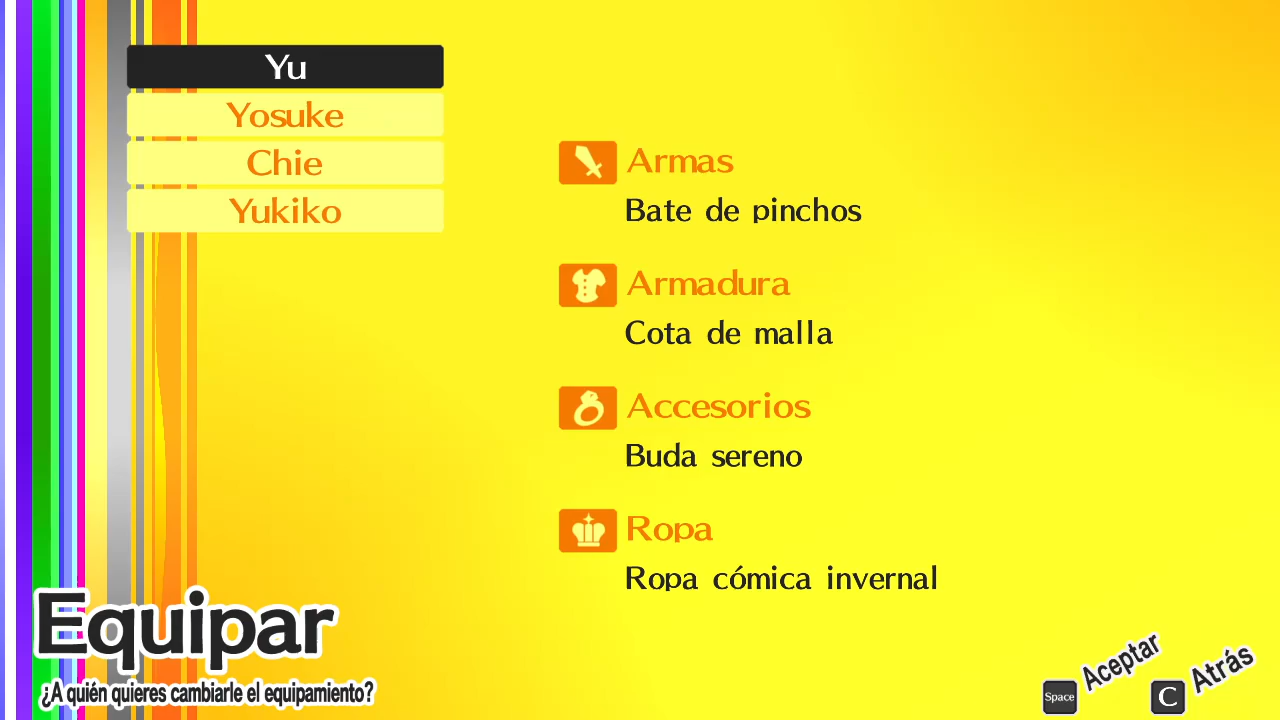 Yu
Yosuke
Chie
Yukiko
Armas
Bate de pinchos
Armadura
Cota de malla
Accesorios
Buda sereno
Ropa
Ropa cómica invernal
Equipar
¿A quién quieres cambiarle el equipamiento?
Space Aceptar
C Atrás